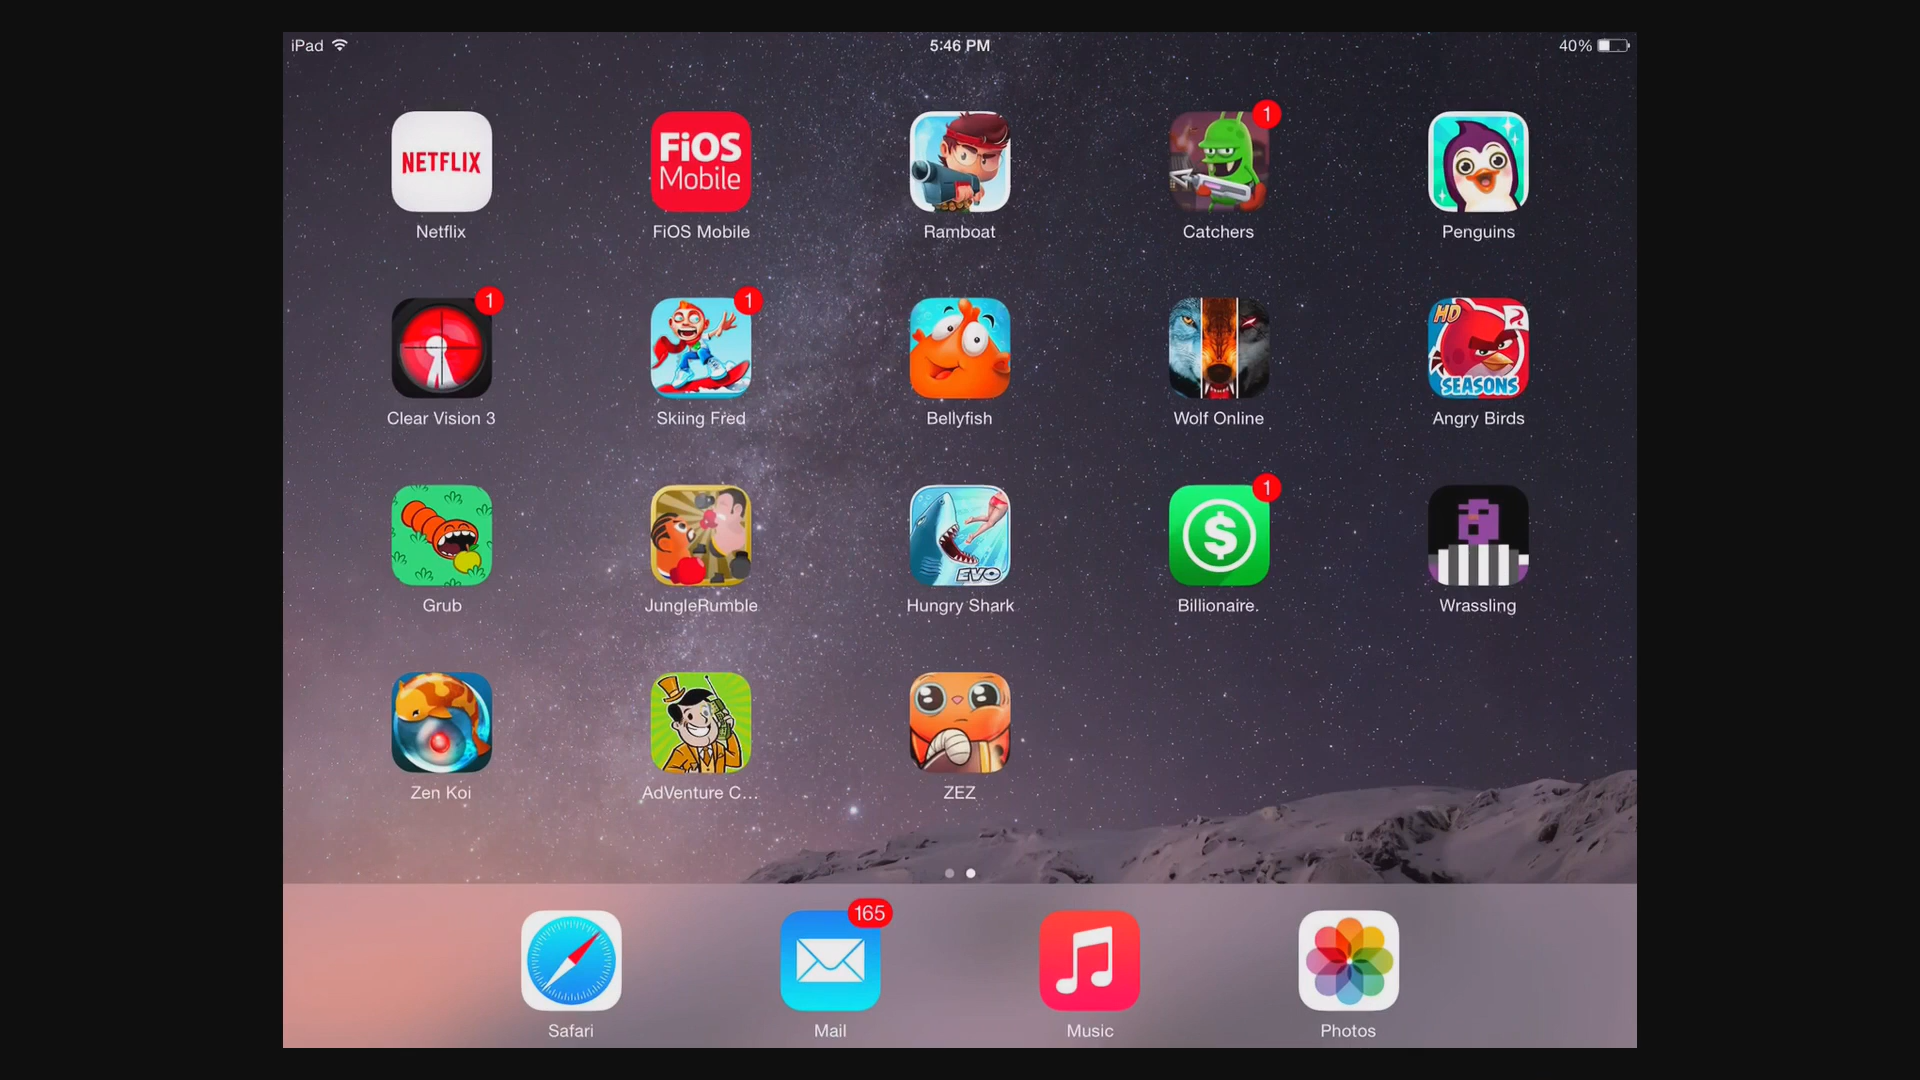 iPad
5:46 PM
40%
NETFLIX
FiOS
Mobile
1
Netflix
FiOS Mobile
Ramboat
Catchers
Penguins
1
1
HD
SEASONS
Clear Vision 3
Skiing Fred
Bellyfish
Wolf Online
Angry Birds
EVO
$
1
Grub
JungleRumble
Hungry Shark
Billionaire.
Wrassling
Zen Koi
AdVenture C...
ZEZ
165
Safari
Mail
Music
Photos